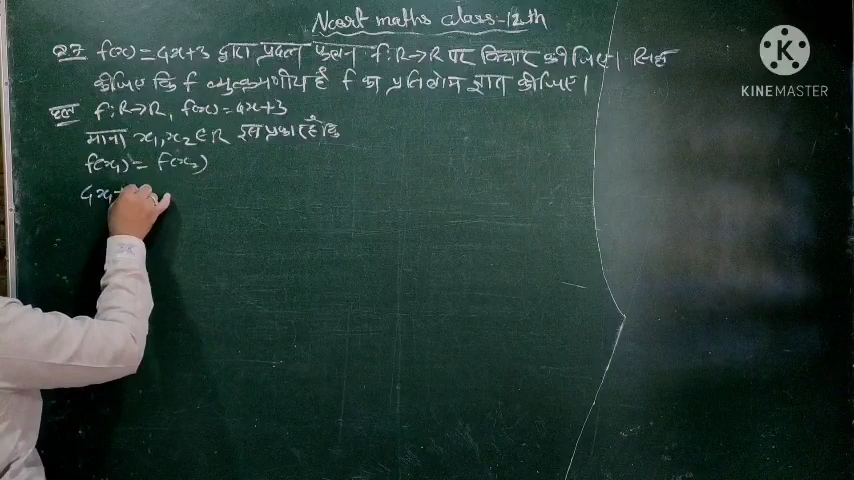 Ncert maths class-12th
Q7 f(x) = 4x+3 द्वारा प्रदत्त फलन f:R→R पर विचार कीजिए। सिद्ध
कीजिए कि f व्युत्क्रमणीय है f का प्रतिलोम ज्ञात कीजिए।
हल f:R→R, f(x) = 4x+3
माना x₁,x₂∈R इस प्रकार है कि
f(x₁) = f(x₂)
4x₁+
KINEMASTER